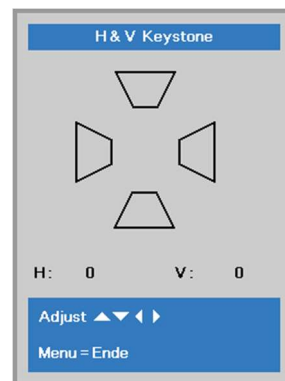 H & V Keystone
H: 0 V: 0
Adjust ▲▼◀▶
Menu = Ende